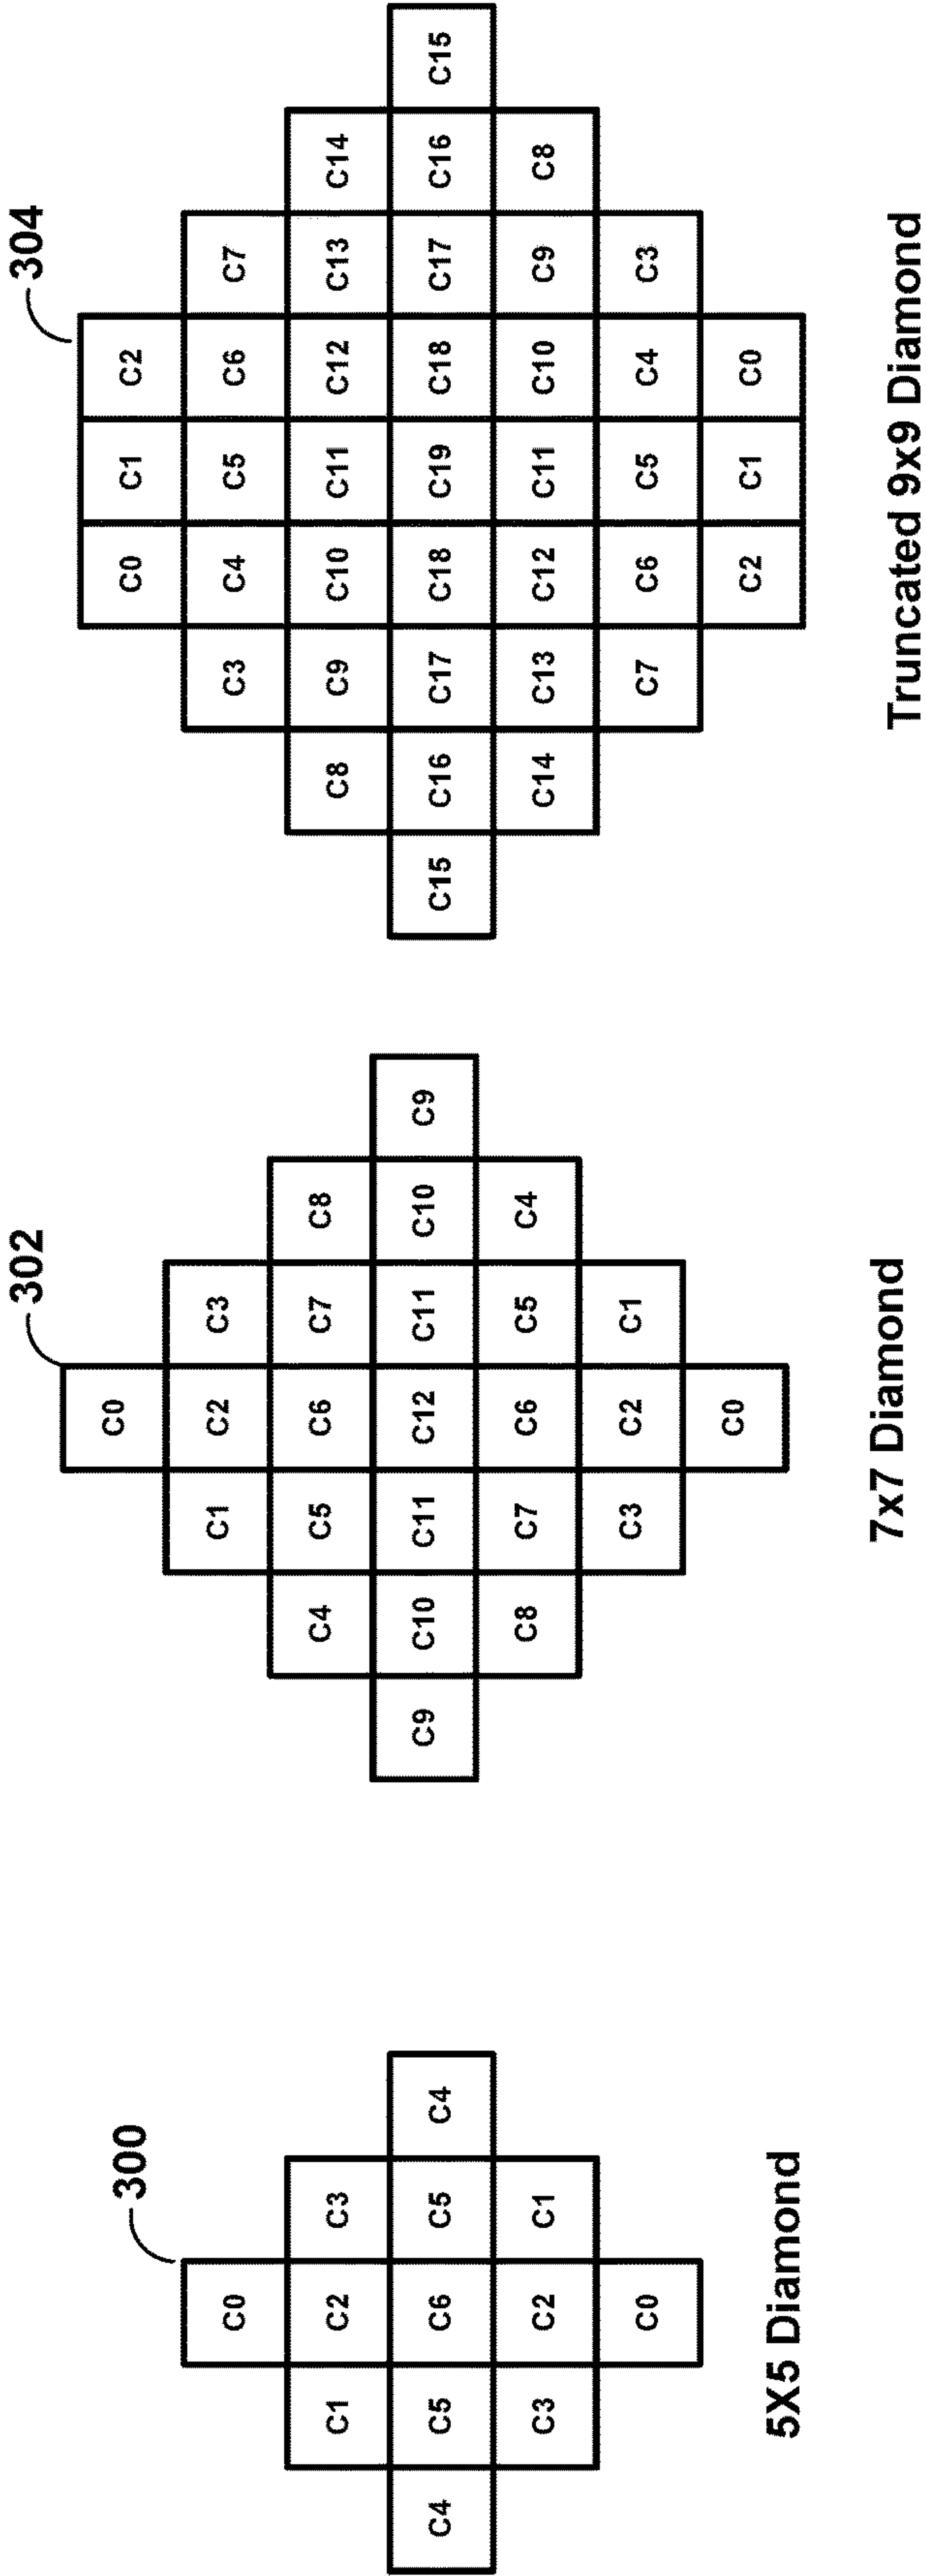 300
C0
C1 C2 C3
C4 C5 C6 C5 C4
C3 C2 C1
C0
5X5 Diamond
302
C0
C1 C2 C3
C4 C5 C6 C7 C8
C9 C10 C11 C12 C11 C10 C9
C8 C7 C6 C5 C4
C3 C2 C1
C0
7x7 Diamond
304
C0 C1 C2
C3 C4 C5 C6 C7
C8 C9 C10 C11 C12 C13 C14
C15 C16 C17 C18 C19 C18 C17 C16 C15
C14 C13 C12 C11 C10 C9 C8
C7 C6 C5 C4 C3
C2 C1 C0
Truncated 9x9 Diamond